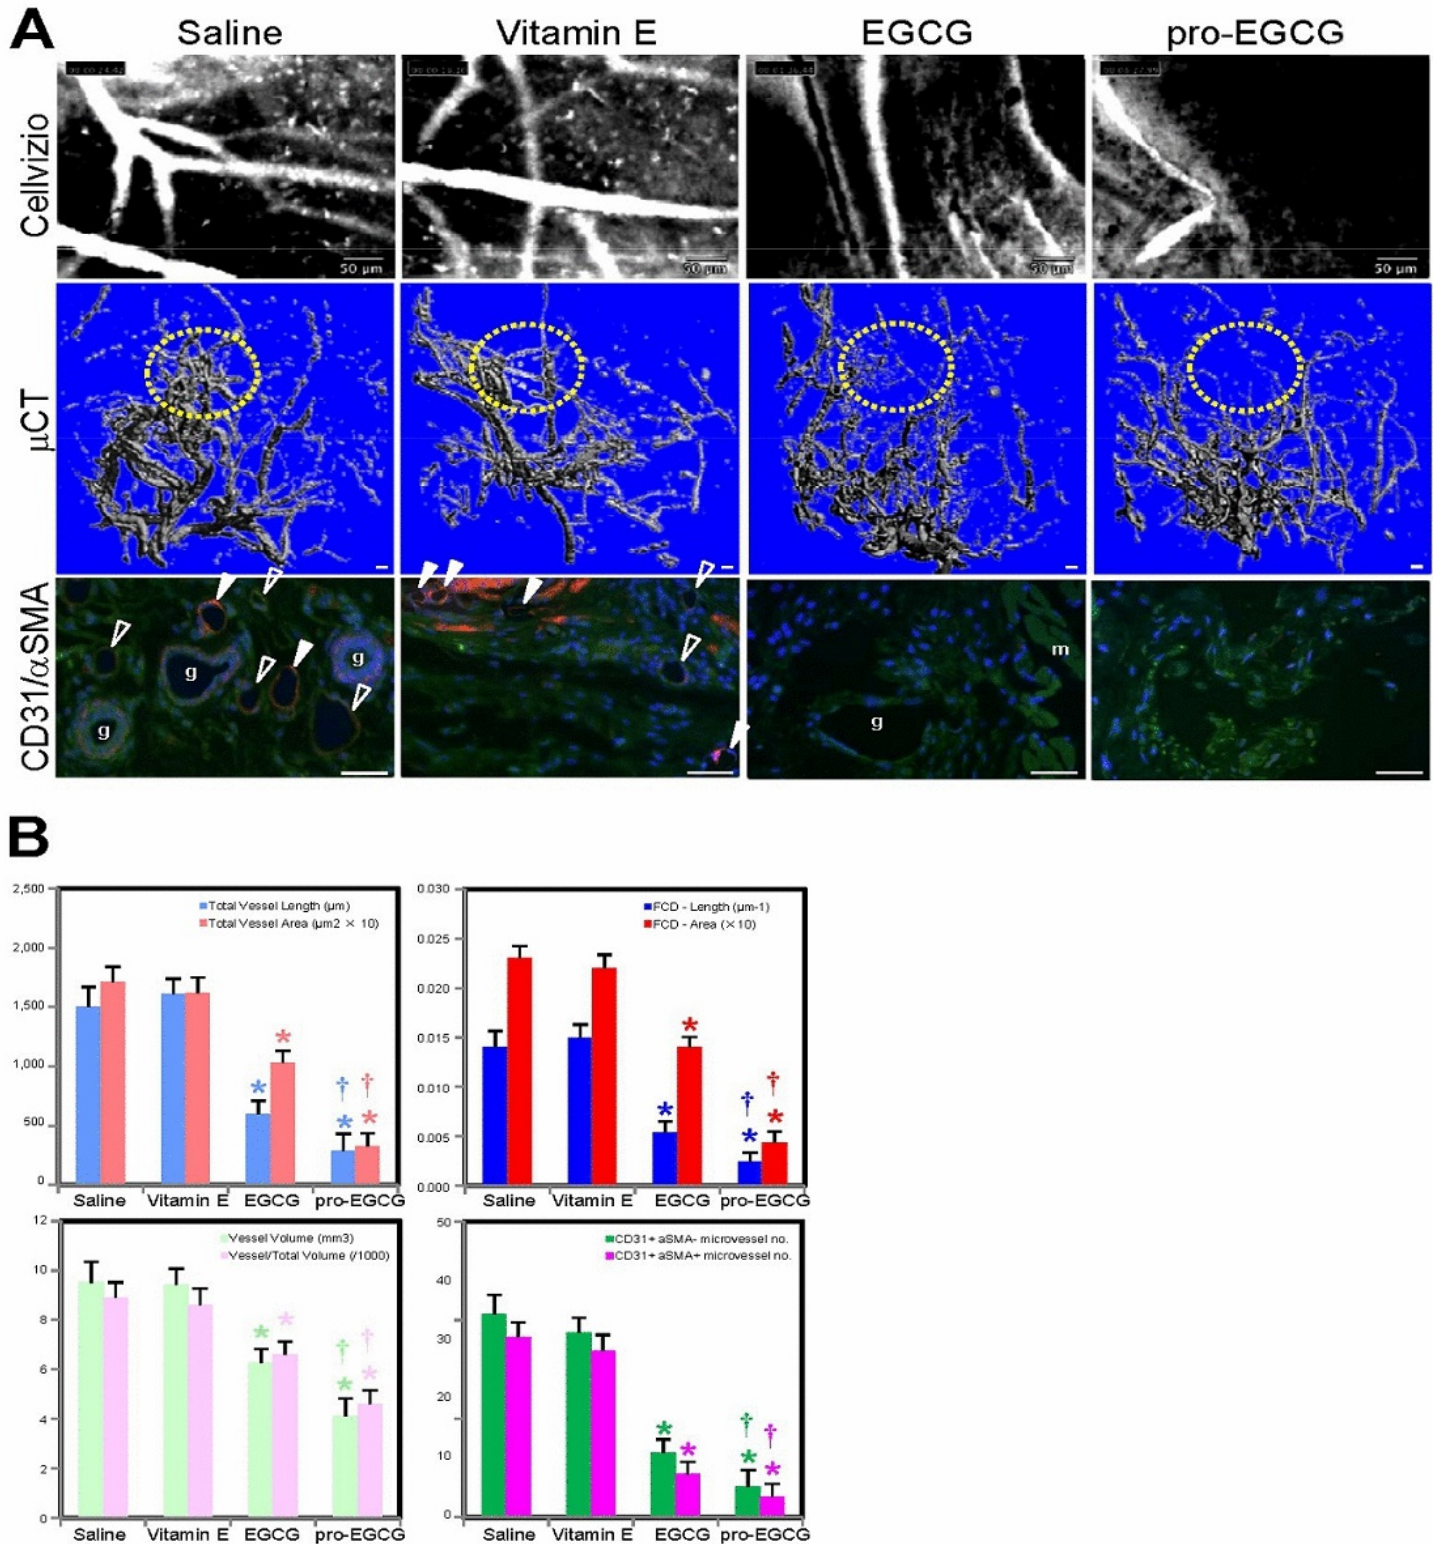 A
Saline Vitamin E EGCG pro-EGCG
Cellvizio
50 µm 50 µm 50 µm 50 µm
µCT
CD31/αSMA
g g g
g m
B
2,500
2,000
1,500
1,000
500
0
Total Vessel Length (µm)
Total Vessel Area (µm2 × 10)
* * † * † *
Saline Vitamin E EGCG pro-EGCG
0.030
0.025
0.020
0.015
0.010
0.005
0.000
FCD - Length (µm-1)
FCD - Area (×10)
* * † * † *
Saline Vitamin E EGCG pro-EGCG
12
10
8
6
4
2
0
Vessel Volume (mm3)
Vessel/Total Volume (/1000)
* * † * † *
Saline Vitamin E EGCG pro-EGCG
50
40
30
20
10
0
CD31+ aSMA- microvessel no.
CD31+ aSMA+ microvessel no.
* * † * † *
Saline Vitamin E EGCG pro-EGCG